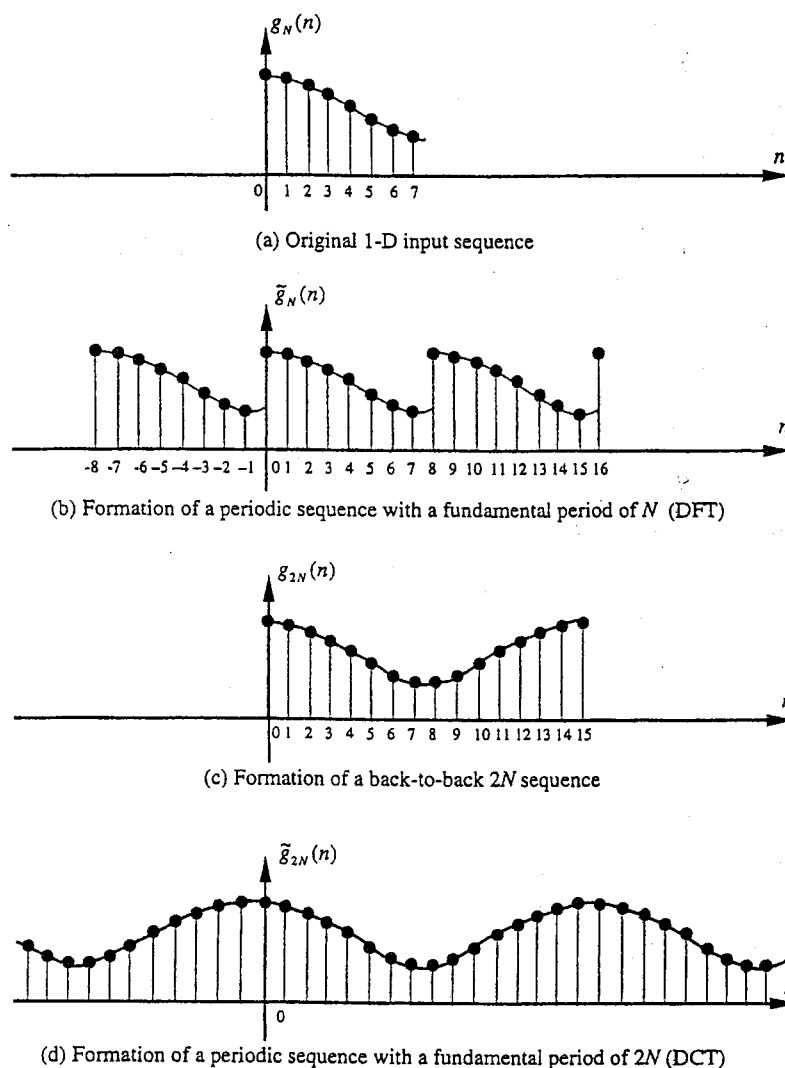 g_N(n)
n
0 1 2 3 4 5 6 7
(a) Original 1-D input sequence
g̃_N(n)
-8 -7 -6 -5 -4 -3 -2 -1 0 1 2 3 4 5 6 7 8 9 10 11 12 13 14 15 16
(b) Formation of a periodic sequence with a fundamental period of N (DFT)
g_{2N}(n)
0 1 2 3 4 5 6 7 8 9 10 11 12 13 14 15
(c) Formation of a back-to-back 2N sequence
g̃_{2N}(n)
0
(d) Formation of a periodic sequence with a fundamental period of 2N (DCT)